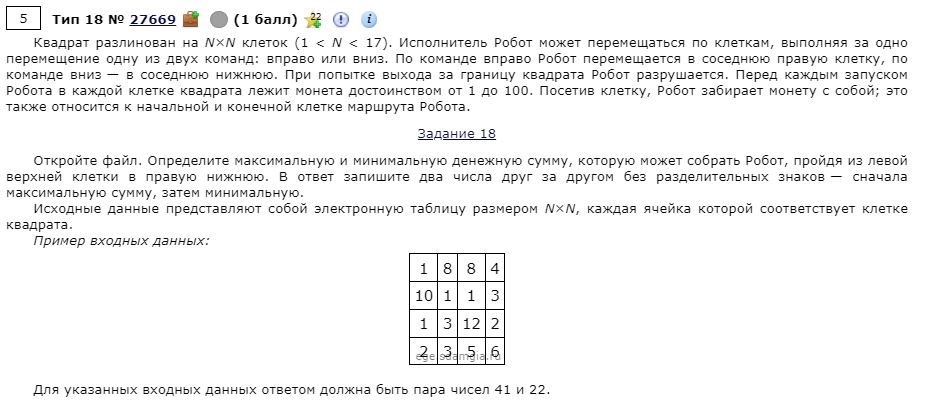 5 Тип 18 № 27669 (1 балл) 22 i
Квадрат разлинован на N×N клеток (1 < N < 17). Исполнитель Робот может перемещаться по клеткам, выполняя за одно
перемещение одну из двух команд: вправо или вниз. По команде вправо Робот перемещается в соседнюю правую клетку, по
команде вниз — в соседнюю нижнюю. При попытке выхода за границу квадрата Робот разрушается. Перед каждым запуском
Робота в каждой клетке квадрата лежит монета достоинством от 1 до 100. Посетив клетку, Робот забирает монету с собой; это
также относится к начальной и конечной клетке маршрута Робота.
Задание 18
Откройте файл. Определите максимальную и минимальную денежную сумму, которую может собрать Робот, пройдя из левой
верхней клетки в правую нижнюю. В ответ запишите два числа друг за другом без разделительных знаков — сначала
максимальную сумму, затем минимальную.
Исходные данные представляют собой электронную таблицу размером N×N, каждая ячейка которой соответствует клетке
квадрата.
Пример входных данных:
1 8 8 4
10 1 1 3
1 3 12 2
2 3 5 6
Для указанных входных данных ответом должна быть пара чисел 41 и 22.